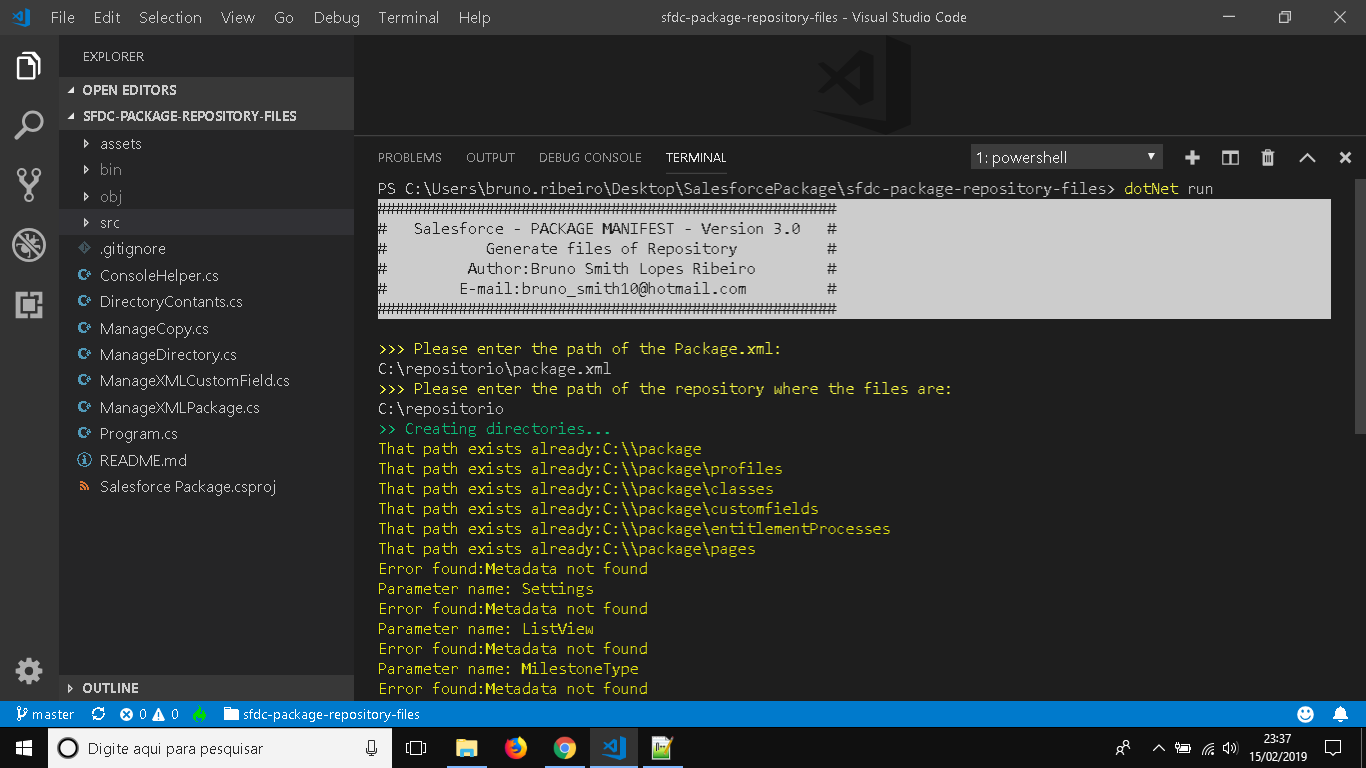 File Edit Selection View Go Debug Terminal Help
sfdc-package-repository-files - Visual Studio Code
EXPLORER
OPEN EDITORS
SFDC-PACKAGE-REPOSITORY-FILES
assets
bin
obj
src
.gitignore
ConsoleHelper.cs
DirectoryContants.cs
ManageCopy.cs
ManageDirectory.cs
ManageXMLCustomField.cs
ManageXMLPackage.cs
Program.cs
README.md
Salesforce Package.csproj
OUTLINE
PROBLEMS OUTPUT DEBUG CONSOLE TERMINAL
1: powershell
PS C:\Users\bruno.ribeiro\Desktop\SalesforcePackage\sfdc-package-repository-files> dotNet run
###################################################
# Salesforce - PACKAGE MANIFEST - Version 3.0 #
# Generate files of Repository #
# Author:Bruno Smith Lopes Ribeiro #
# E-mail:bruno_smith10@hotmail.com #
###################################################
>>> Please enter the path of the Package.xml:
C:\repositorio\package.xml
>>> Please enter the path of the repository where the files are:
C:\repositorio
>> Creating directories...
That path exists already:C:\\package
That path exists already:C:\\package\profiles
That path exists already:C:\\package\classes
That path exists already:C:\\package\customfields
That path exists already:C:\\package\entitlementProcesses
That path exists already:C:\\package\pages
Error found:Metadata not found
Parameter name: Settings
Error found:Metadata not found
Parameter name: ListView
Error found:Metadata not found
Parameter name: MilestoneType
Error found:Metadata not found
master 0 0 sfdc-package-repository-files
Digite aqui para pesquisar
23:37
15/02/2019